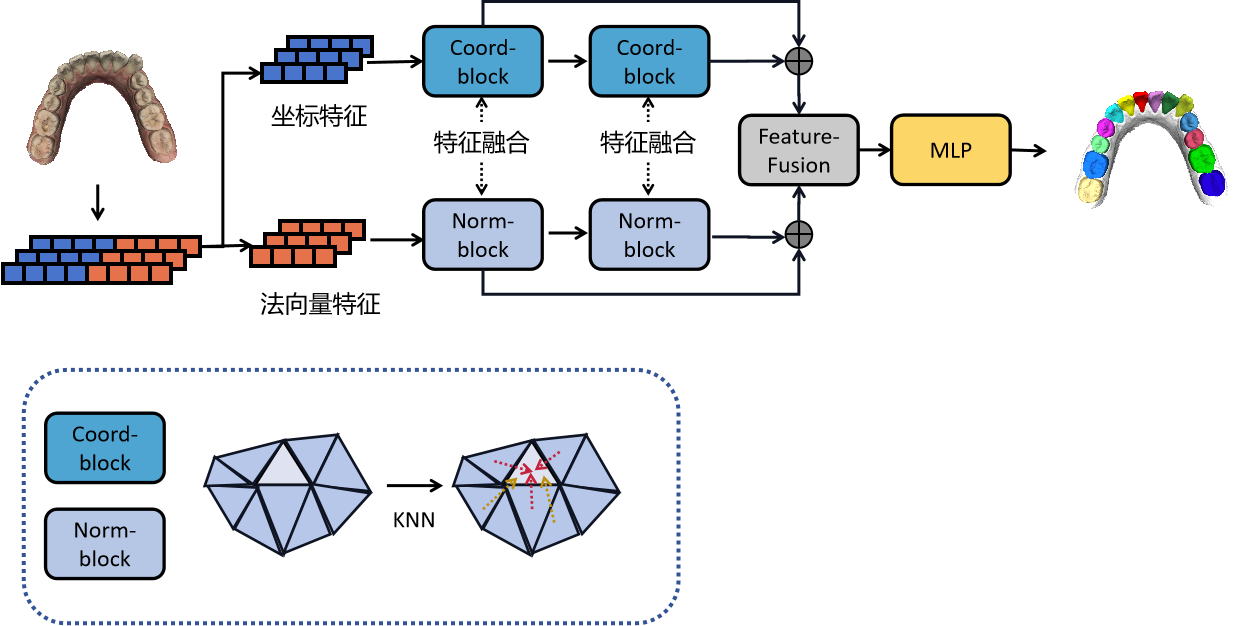 Coord-
block
Coord-
block
坐标特征
特征融合
特征融合
Feature-
Fusion
MLP
Norm-
block
Norm-
block
法向量特征
Coord-
block
Norm-
block
KNN